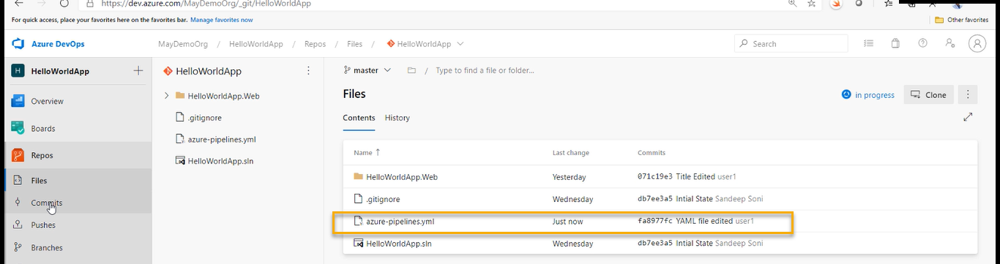 https://dev.azure.com/MayDemoOrg/_git/HelloWorldApp
For quick access, place your favorites here on the favorites bar. Manage favorites now
Other favorites
Azure DevOps
MayDemoOrg / HelloWorldApp / Repos / Files / HelloWorldApp
Search
H HelloWorldApp
HelloWorldApp
master / Type to find a file or folder...
Overview
Boards
Repos
Files
Commits
Pushes
Branches
HelloWorldApp.Web
.gitignore
azure-pipelines.yml
HelloWorldApp.sln
Files
in progress
Clone
Contents History
Name Last change Commits
HelloWorldApp.Web Yesterday 071c19e3 Title Edited user1
.gitignore Wednesday db7ee3a5 Intial State Sandeep Soni
azure-pipelines.yml Just now fa8977fc YAML file edited user1
HelloWorldApp.sln Wednesday db7ee3a5 Intial State Sandeep Soni